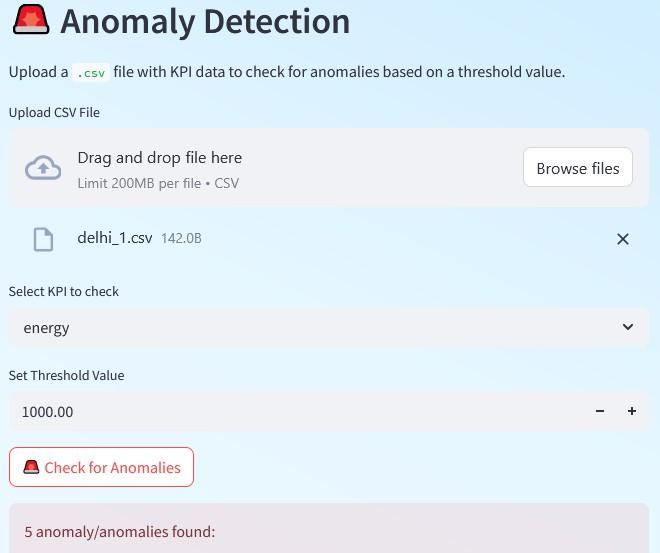 Anomaly Detection
Upload a .csv file with KPI data to check for anomalies based on a threshold value.
Upload CSV File
Drag and drop file here
Limit 200MB per file • CSV
Browse files
delhi_1.csv 142.0B
Select KPI to check
energy
Set Threshold Value
1000.00
Check for Anomalies
5 anomaly/anomalies found: